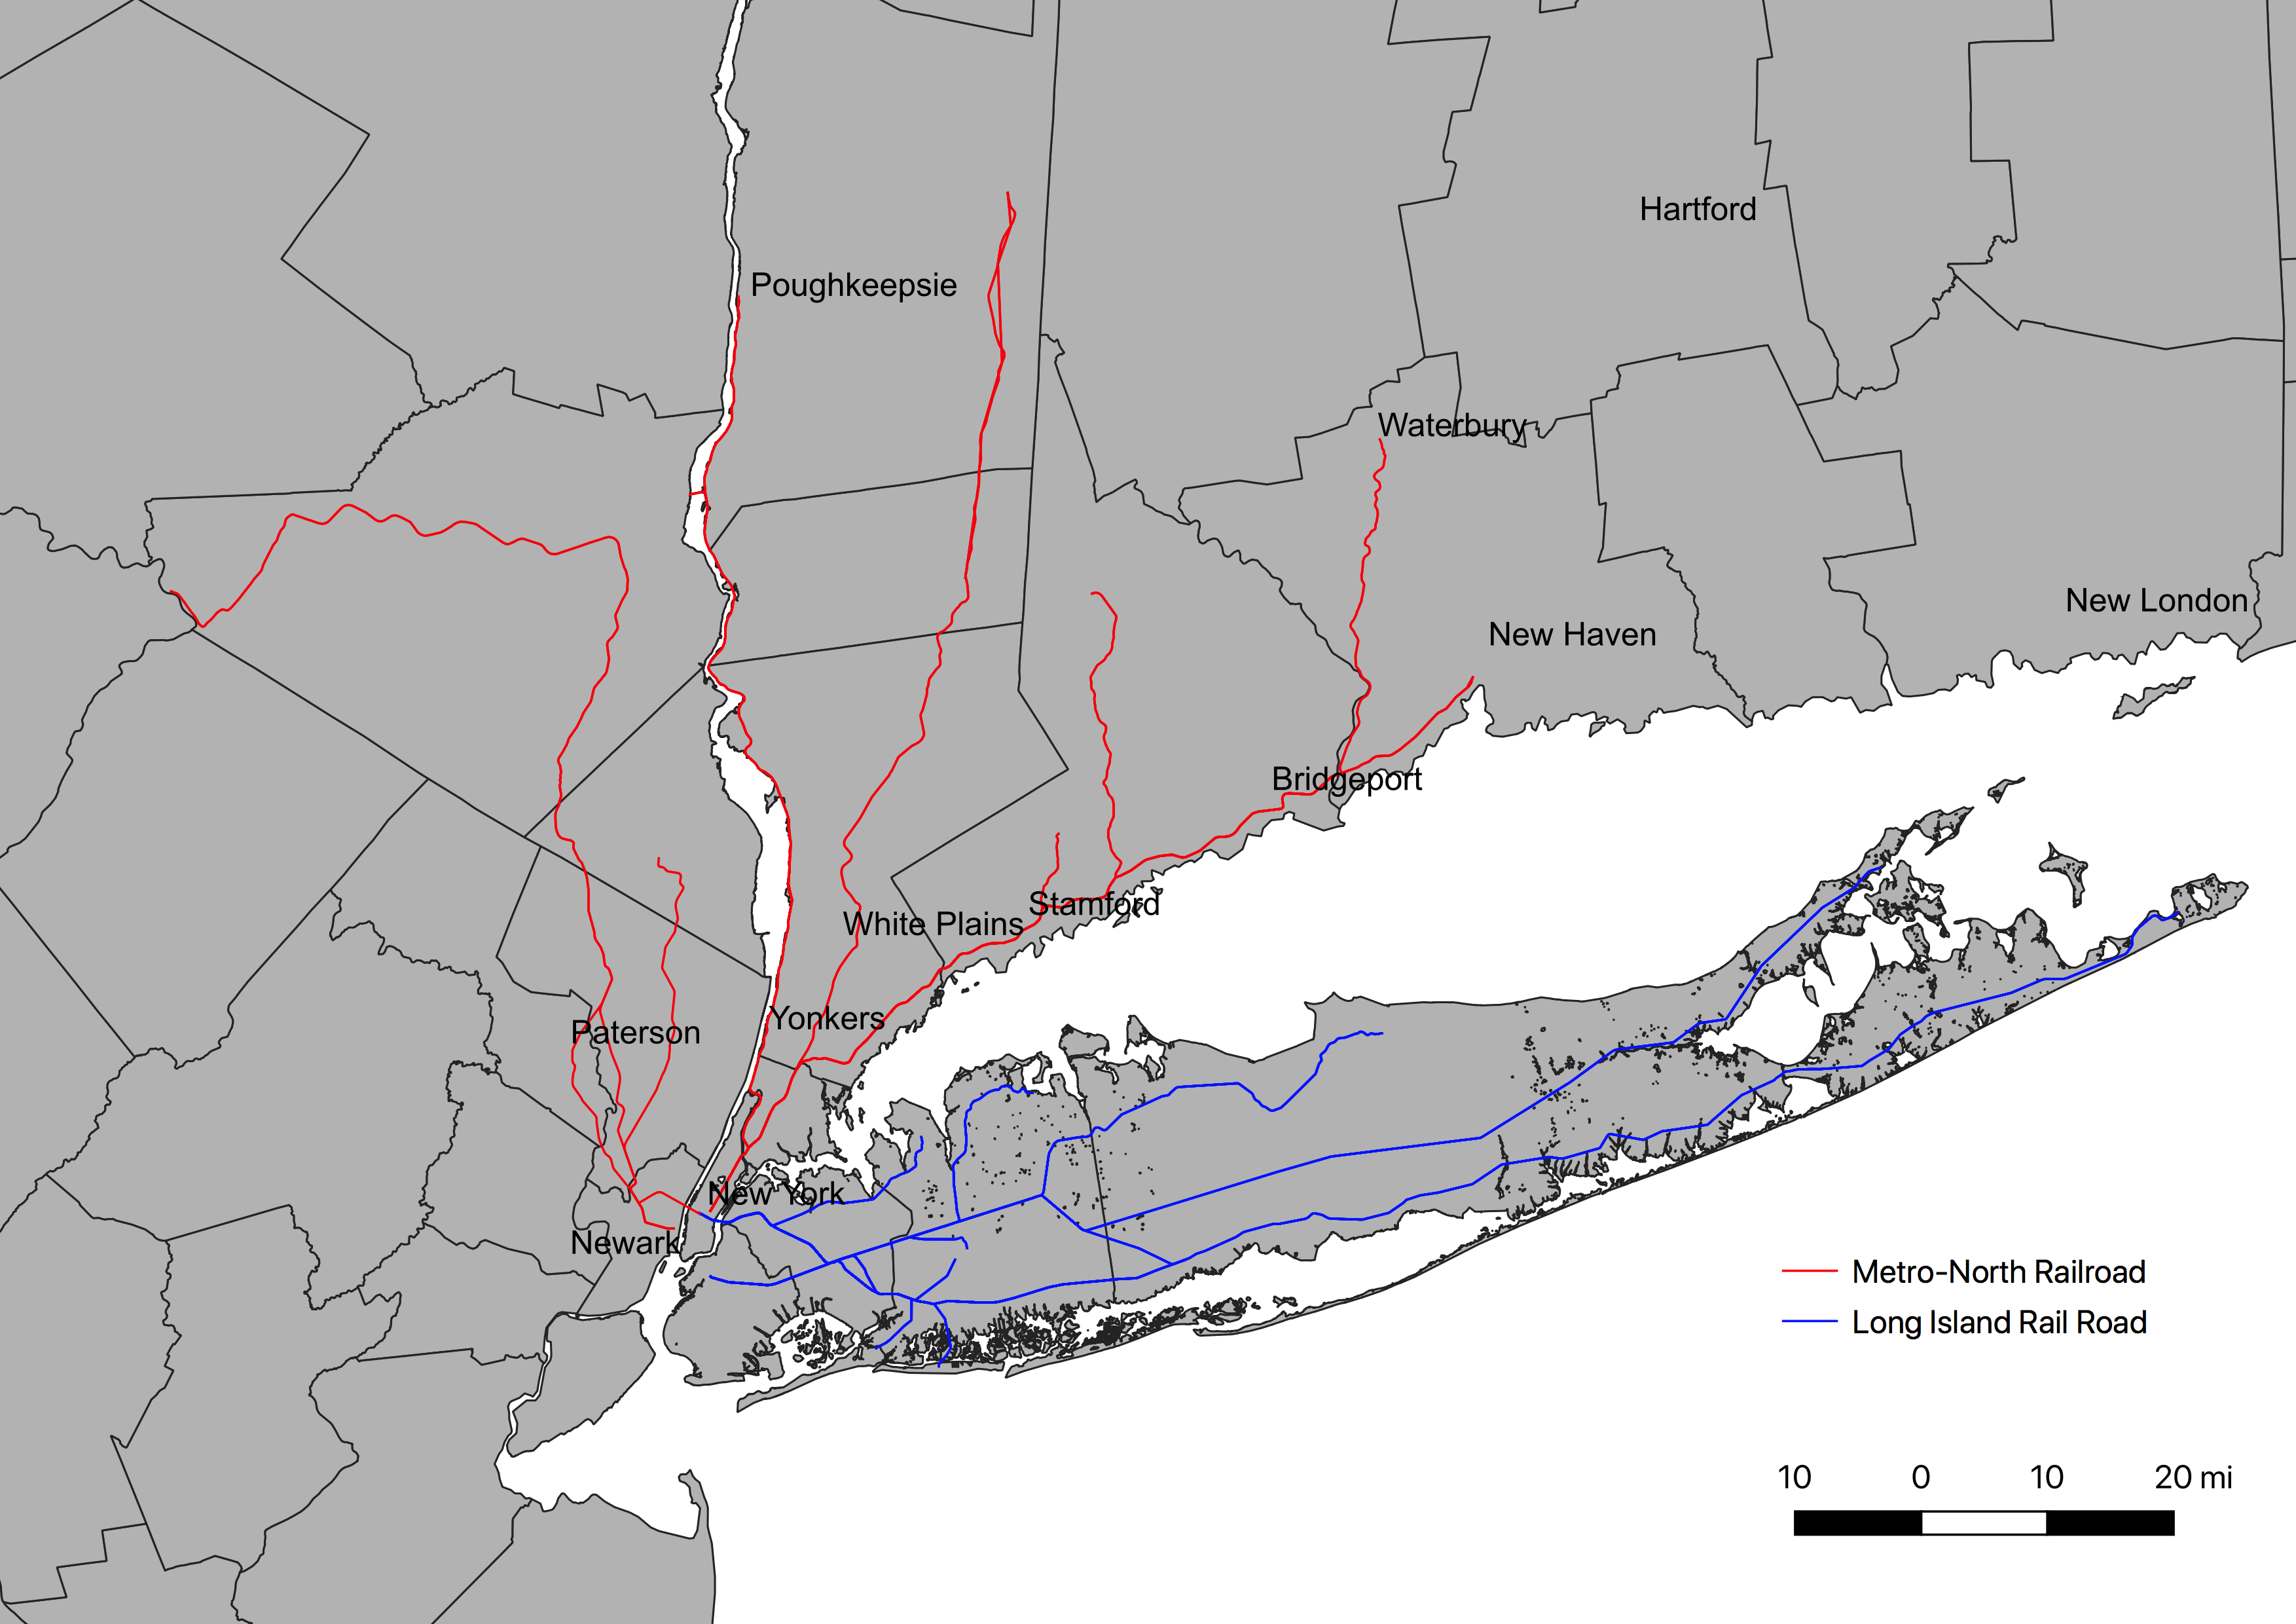 Hartford
Poughkeepsie
Waterbury
New London
New Haven
Bridgeport
Stamford
White Plains
Yonkers
Paterson
New York
Newark
Metro-North Railroad
Long Island Rail Road
10 0 10 20 mi